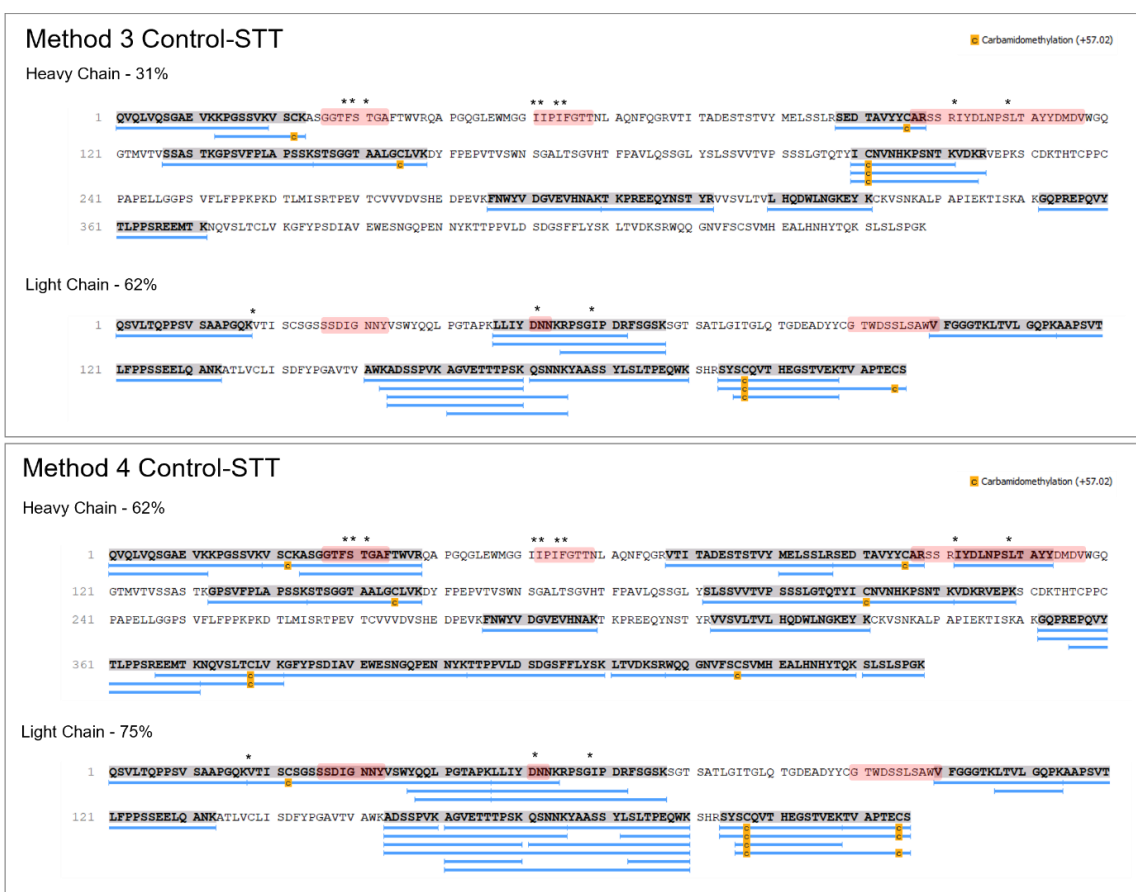 Method 3 Control-STT
c Carbamidomethylation (+57.02)
Heavy Chain - 31%
** * ** ** * *
1 QVQLVQSGAE VKKPGSSVKV SCKASGGTFS TGAFTWVRQA PGQGLEWMGG IIPIFGTTNL AQNFQGRVTI TADESTSTVY MELSSLRSED TAVYYCARSS RIYDLNPSLT AYYDMDVWGQ
c c
121 GTMVTVSSAS TKGPSVFPLA PSSKSTSGGT AALGCLVKDY FPEPVTVSWN SGALTSGVHT FPAVLQSSGL YSLSSVVTVP SSSLGTQTYI CNVNHKPSNT KVDKRVEPKS CDKTHTCPPC
c c
c
c
241 PAPELLGGPS VFLFPPKPKD TLMISRTPEV TCVVVDVSHE DPEVKFNWYV DGVEVHNAKT KPREEQYNST YRVVSVLTVL HQDWLNGKEY KCKVSNKALP APIEKTISKA KGQPREPQVY
361 TLPPSREEMT KNQVSLTCLV KGFYPSDIAV EWESNGQPEN NYKTTPPVLD SDGSFFLYSK LTVDKSRWQQ GNVFSCSVMH EALHNHYTQK SLSLSPGK
Light Chain - 62%
* * *
1 QSVLTQPPSV SAAPGQKVTI SCSGSSSDIG NNYVSWYQQL PGTAPKLLIY DNNKRPSGIP DRFSGSKSGT SATLGITGLQ TGDEADYYCG TWDSSLSAWV FGGGTKLTVL GQPKAAPSVT
121 LFPPSSEELQ ANKATLVCLI SDFYPGAVTV AWKADSSPVK AGVETTTPSK QSNNKYAASS YLSLTPEQWK SHRSYSCQVT HEGSTVEKTV APTECS
c
c c
c
Method 4 Control-STT
c Carbamidomethylation (+57.02)
Heavy Chain - 62%
** * ** ** * *
1 QVQLVQSGAE VKKPGSSVKV SCKASGGTFS TGAFTWVRQA PGQGLEWMGG IIPIFGTTNL AQNFQGRVTI TADESTSTVY MELSSLRSED TAVYYCARSS RIYDLNPSLT AYYDMDVWGQ
c c
121 GTMVTVSSAS TKGPSVFPLA PSSKSTSGGT AALGCLVKDY FPEPVTVSWN SGALTSGVHT FPAVLQSSGL YSLSSVVTVP SSSLGTQTYI CNVNHKPSNT KVDKRVEPKS CDKTHTCPPC
c c
241 PAPELLGGPS VFLFPPKPKD TLMISRTPEV TCVVVDVSHE DPEVKFNWYV DGVEVHNAKT KPREEQYNST YRVVSVLTVL HQDWLNGKEY KCKVSNKALP APIEKTISKA KGQPREPQVY
361 TLPPSREEMT KNQVSLTCLV KGFYPSDIAV EWESNGQPEN NYKTTPPVLD SDGSFFLYSK LTVDKSRWQQ GNVFSCSVMH EALHNHYTQK SLSLSPGK
c c
c
Light Chain - 75%
* * *
1 QSVLTQPPSV SAAPGQKVTI SCSGSSSDIG NNYVSWYQQL PGTAPKLLIY DNNKRPSGIP DRFSGSKSGT SATLGITGLQ TGDEADYYCG TWDSSLSAWV FGGGTKLTVL GQPKAAPSVT
c
121 LFPPSSEELQ ANKATLVCLI SDFYPGAVTV AWKADSSPVK AGVETTTPSK QSNNKYAASS YLSLTPEQWK SHRSYSCQVT HEGSTVEKTV APTECS
c c
c c
c
c c